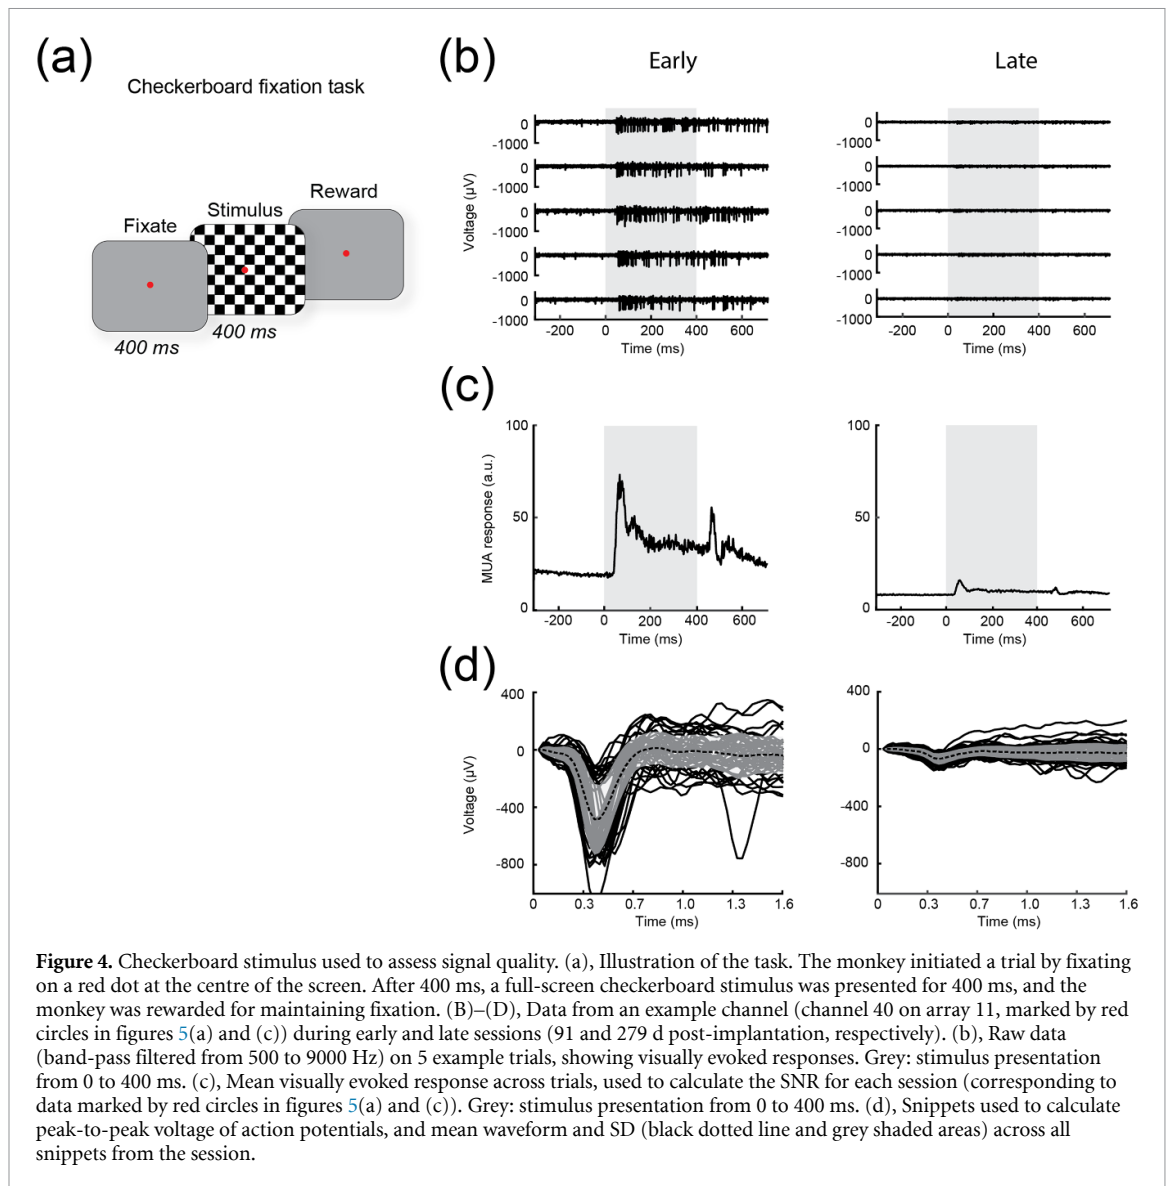 (a)
Checkerboard fixation task
Fixate
Stimulus
Reward
400 ms
400 ms
(b)
Early
Late
Voltage (µV)
0
-1000
0
-1000
0
-1000
0
-1000
0
-1000
-200 0 200 400 600
Time (ms)
0
-1000
0
-1000
0
-1000
0
-1000
0
-1000
-200 0 200 400 600
Time (ms)
(c)
MUA response (a.u.)
100
50
0
-200 0 200 400 600
Time (ms)
100
50
0
-200 0 200 400 600
Time (ms)
(d)
Voltage (µV)
400
0
-400
-800
0 0.3 0.7 1.0 1.3 1.6
Time (ms)
400
0
-400
-800
0 0.3 0.7 1.0 1.3 1.6
Time (ms)
Figure 4. Checkerboard stimulus used to assess signal quality. (a), Illustration of the task. The monkey initiated a trial by fixating
on a red dot at the centre of the screen. After 400 ms, a full-screen checkerboard stimulus was presented for 400 ms, and the
monkey was rewarded for maintaining fixation. (B)–(D), Data from an example channel (channel 40 on array 11, marked by red
circles in figures 5(a) and (c)) during early and late sessions (91 and 279 d post-implantation, respectively). (b), Raw data
(band-pass filtered from 500 to 9000 Hz) on 5 example trials, showing visually evoked responses. Grey: stimulus presentation
from 0 to 400 ms. (c), Mean visually evoked response across trials, used to calculate the SNR for each session (corresponding to
data marked by red circles in figures 5(a) and (c)). Grey: stimulus presentation from 0 to 400 ms. (d), Snippets used to calculate
peak-to-peak voltage of action potentials, and mean waveform and SD (black dotted line and grey shaded areas) across all
snippets from the session.